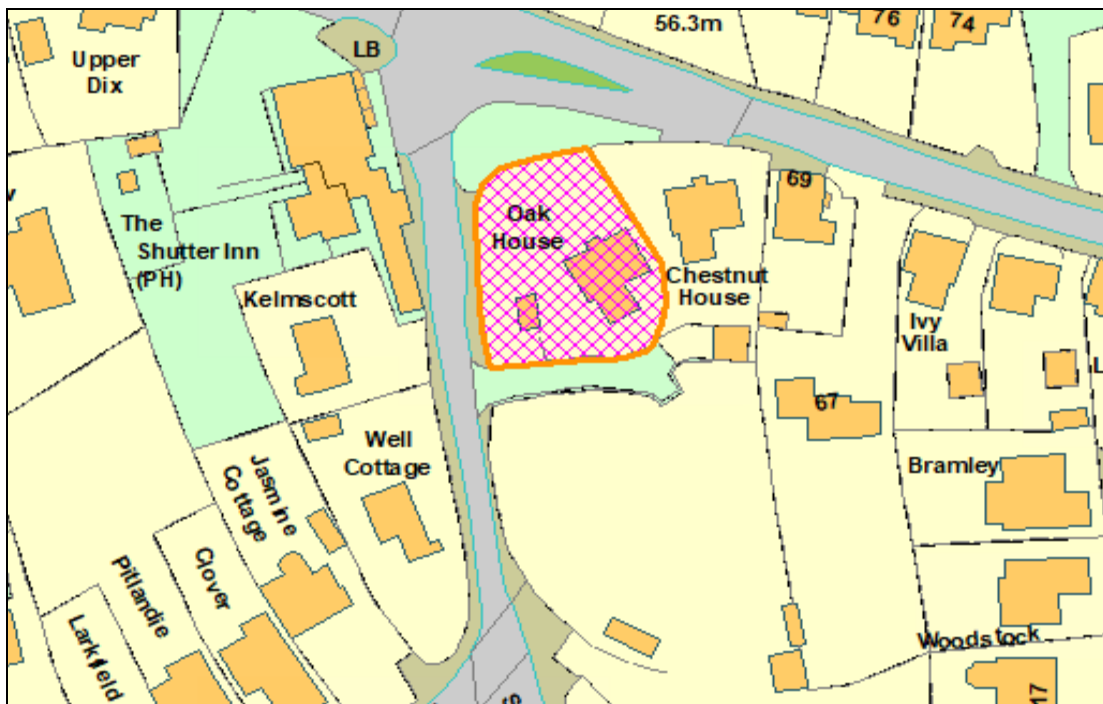 56.3m
76
74
LB
Upper
Dix
69
Oak
House
The
Shutter Inn
(PH)
Chestnut
House
Kelmscott
Ivy
Villa
67
Well
Cottage
Bramley
Jasmine
Cottage
Clover
Pitlandie
Larkfield
Woodstock
17